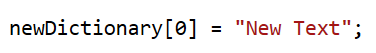 newDictionary[0] = "New Text";